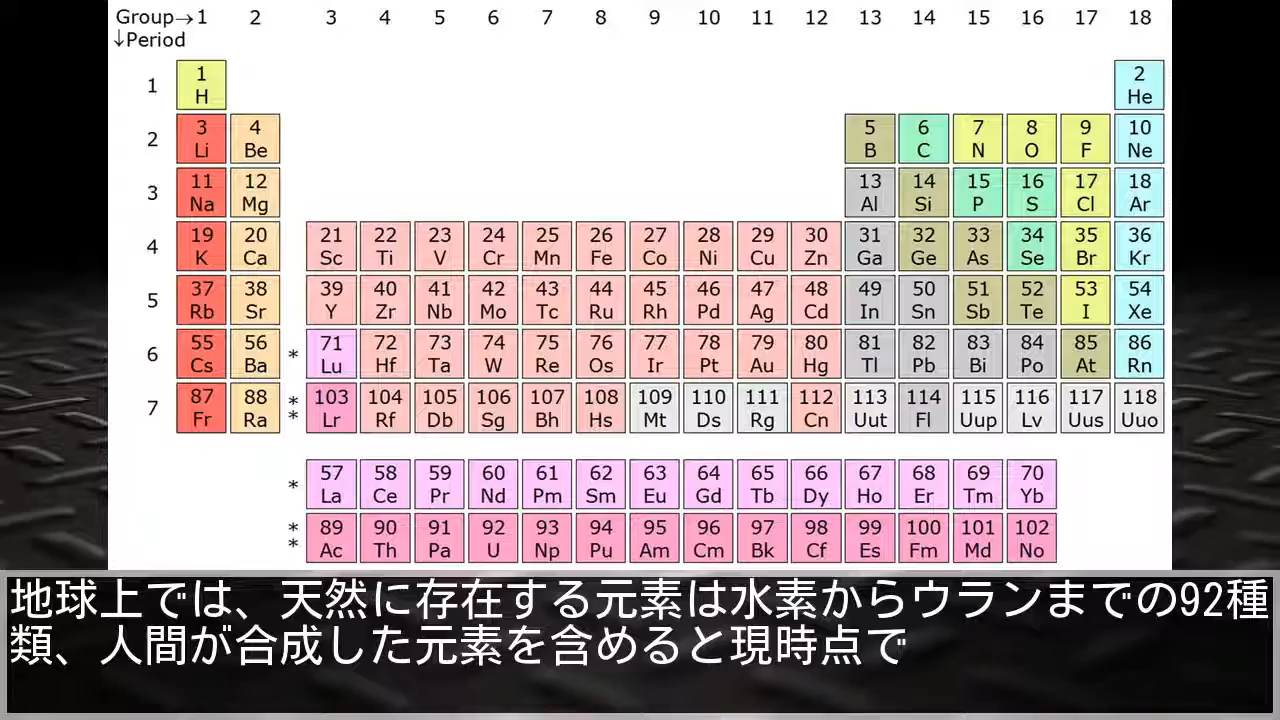 Group→1 2 3 4 5 6 7 8 9 10 11 12 13 14 15 16 17 18
↓Period
1 1 2
H He
2 3 4 5 6 7 8 9 10
Li Be B C N O F Ne
3 11 12 13 14 15 16 17 18
Na Mg Al Si P S Cl Ar
4 19 20 21 22 23 24 25 26 27 28 29 30 31 32 33 34 35 36
K Ca Sc Ti V Cr Mn Fe Co Ni Cu Zn Ga Ge As Se Br Kr
5 37 38 39 40 41 42 43 44 45 46 47 48 49 50 51 52 53 54
Rb Sr Y Zr Nb Mo Tc Ru Rh Pd Ag Cd In Sn Sb Te I Xe
6 55 56 * 71 72 73 74 75 76 77 78 79 80 81 82 83 84 85 86
Cs Ba Lu Hf Ta W Re Os Ir Pt Au Hg Tl Pb Bi Po At Rn
7 87 88 ** 103 104 105 106 107 108 109 110 111 112 113 114 115 116 117 118
Fr Ra Lr Rf Db Sg Bh Hs Mt Ds Rg Cn Uut Fl Uup Lv Uus Uuo
* 57 58 59 60 61 62 63 64 65 66 67 68 69 70
La Ce Pr Nd Pm Sm Eu Gd Tb Dy Ho Er Tm Yb
** 89 90 91 92 93 94 95 96 97 98 99 100 101 102
Ac Th Pa U Np Pu Am Cm Bk Cf Es Fm Md No
地球上では、天然に存在する元素は水素からウランまでの92種
類、人間が合成した元素を含めると現時点で